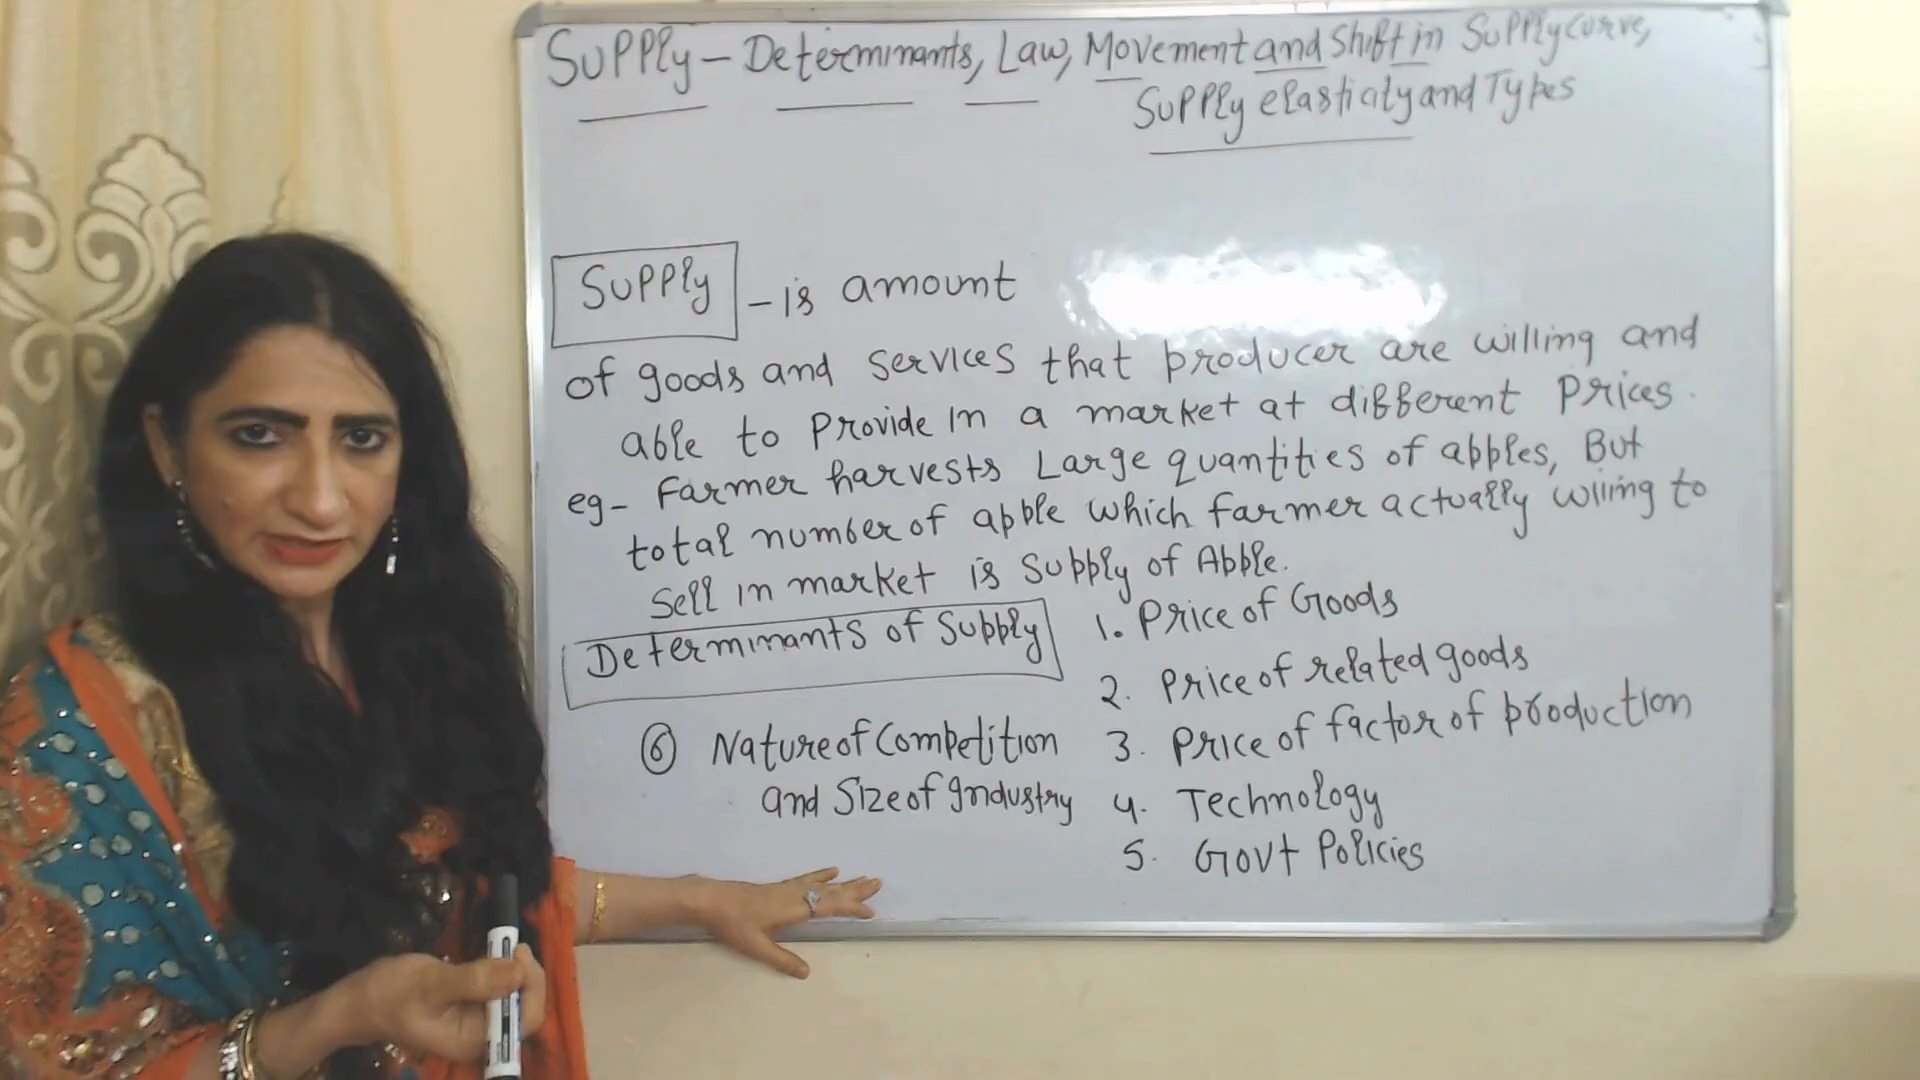 Supply – Determinants, Law, Movement and Shift in Supply curve,
Supply elasticity and Types
Supply – is amount
of goods and services that producer are willing and
able to provide in a market at different Prices.
eg – Farmer harvests Large quantities of apples, But
total number of apple which farmer actually wiling to
Sell in market is Supply of Apple.
Determinants of Supply
1. Price of Goods
2. Price of related goods
3. Price of factor of production
4. Technology
5. Govt Policies
6 Nature of Competition
and Size of Industry